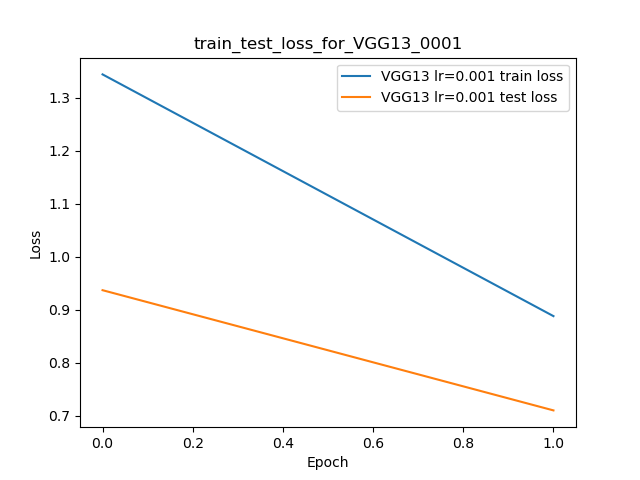 train_test_loss_for_VGG13_0001
VGG13 lr=0.001 train loss
VGG13 lr=0.001 test loss
1.3
1.2
1.1
1.0
0.9
0.8
0.7
Loss
0.0 0.2 0.4 0.6 0.8 1.0
Epoch